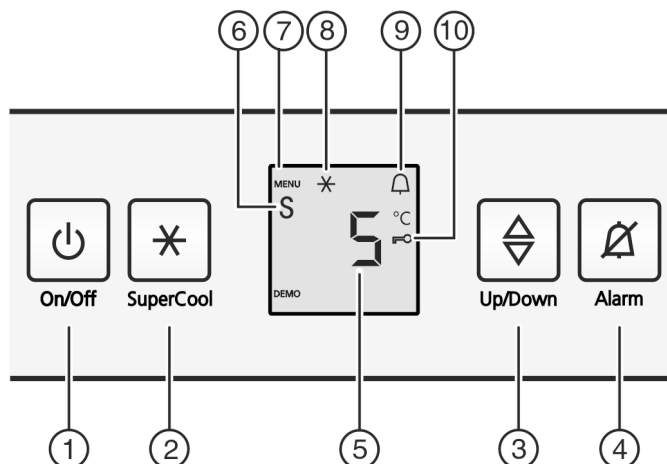 6 7 8 9 10
MENU
S
5 °C
DEMO
On/Off SuperCool Up/Down Alarm
1 2 5 3 4